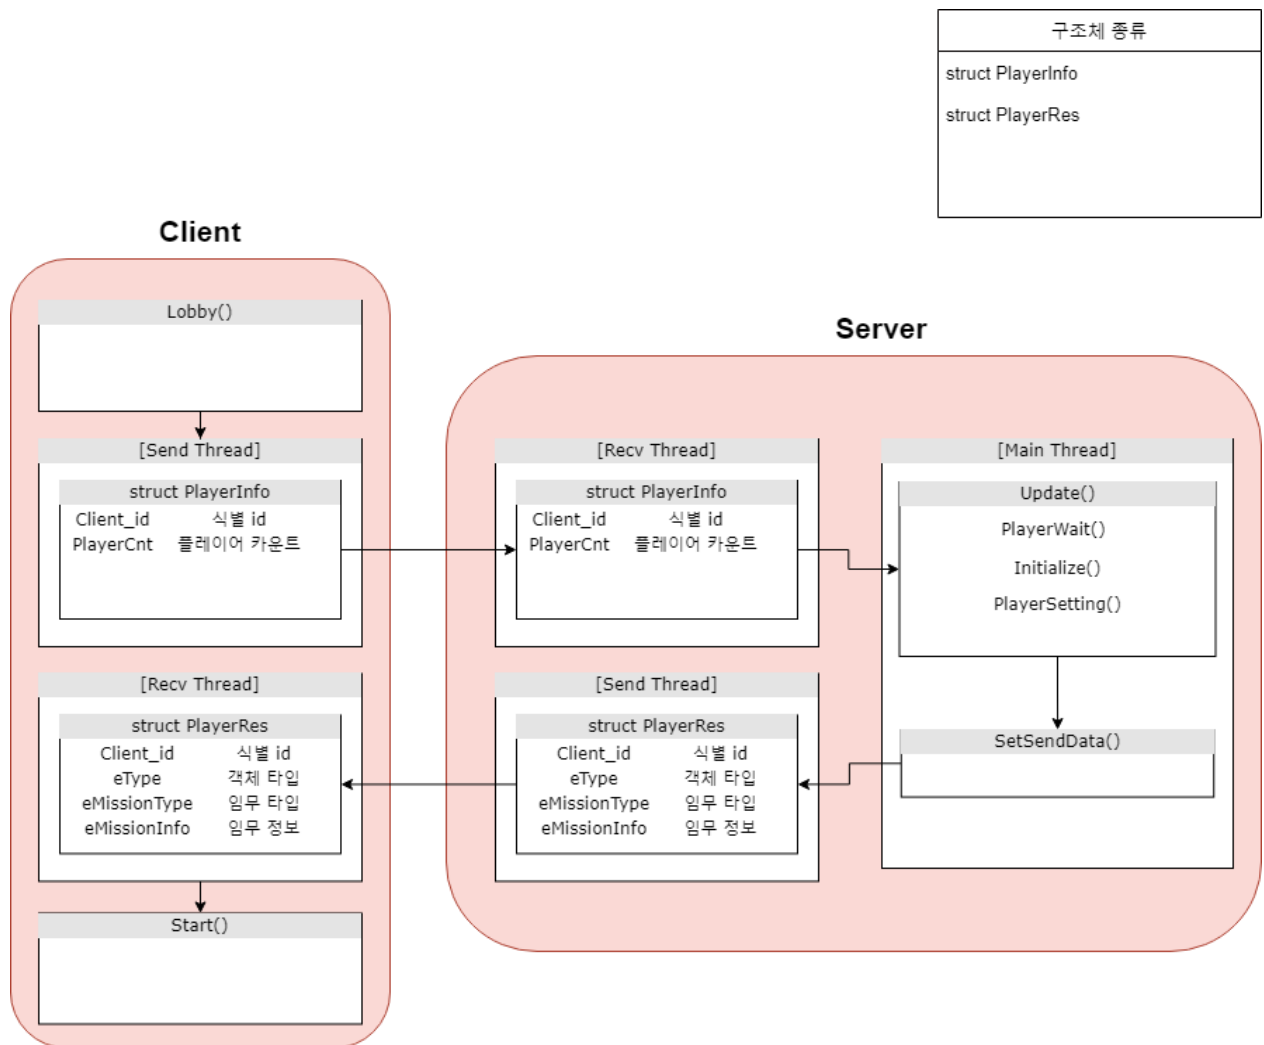 구조체 종류
struct PlayerInfo
struct PlayerRes
Client
Lobby()
[Send Thread]
struct PlayerInfo
Client_id 식별 id
PlayerCnt 플레이어 카운트
[Recv Thread]
struct PlayerRes
Client_id 식별 id
eType 객체 타입
eMissionType 임무 타입
eMissionInfo 임무 정보
Start()
Server
[Recv Thread]
struct PlayerInfo
Client_id 식별 id
PlayerCnt 플레이어 카운트
[Main Thread]
Update()
PlayerWait()
Initialize()
PlayerSetting()
SetSendData()
[Send Thread]
struct PlayerRes
Client_id 식별 id
eType 객체 타입
eMissionType 임무 타입
eMissionInfo 임무 정보